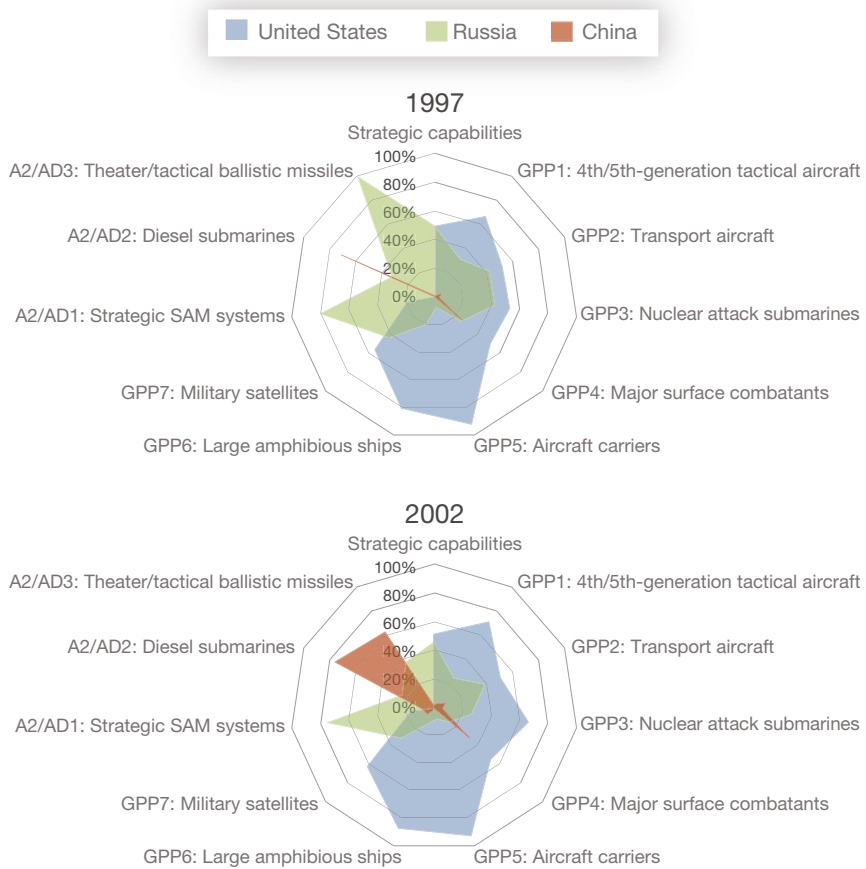 United States Russia China
1997
Strategic capabilities
100%
A2/AD3: Theater/tactical ballistic missiles
GPP1: 4th/5th-generation tactical aircraft
80%
60%
A2/AD2: Diesel submarines
GPP2: Transport aircraft
40%
20%
0%
A2/AD1: Strategic SAM systems
GPP3: Nuclear attack submarines
GPP7: Military satellites
GPP4: Major surface combatants
GPP6: Large amphibious ships
GPP5: Aircraft carriers
2002
Strategic capabilities
100%
A2/AD3: Theater/tactical ballistic missiles
GPP1: 4th/5th-generation tactical aircraft
80%
60%
A2/AD2: Diesel submarines
GPP2: Transport aircraft
40%
20%
0%
A2/AD1: Strategic SAM systems
GPP3: Nuclear attack submarines
GPP7: Military satellites
GPP4: Major surface combatants
GPP6: Large amphibious ships
GPP5: Aircraft carriers